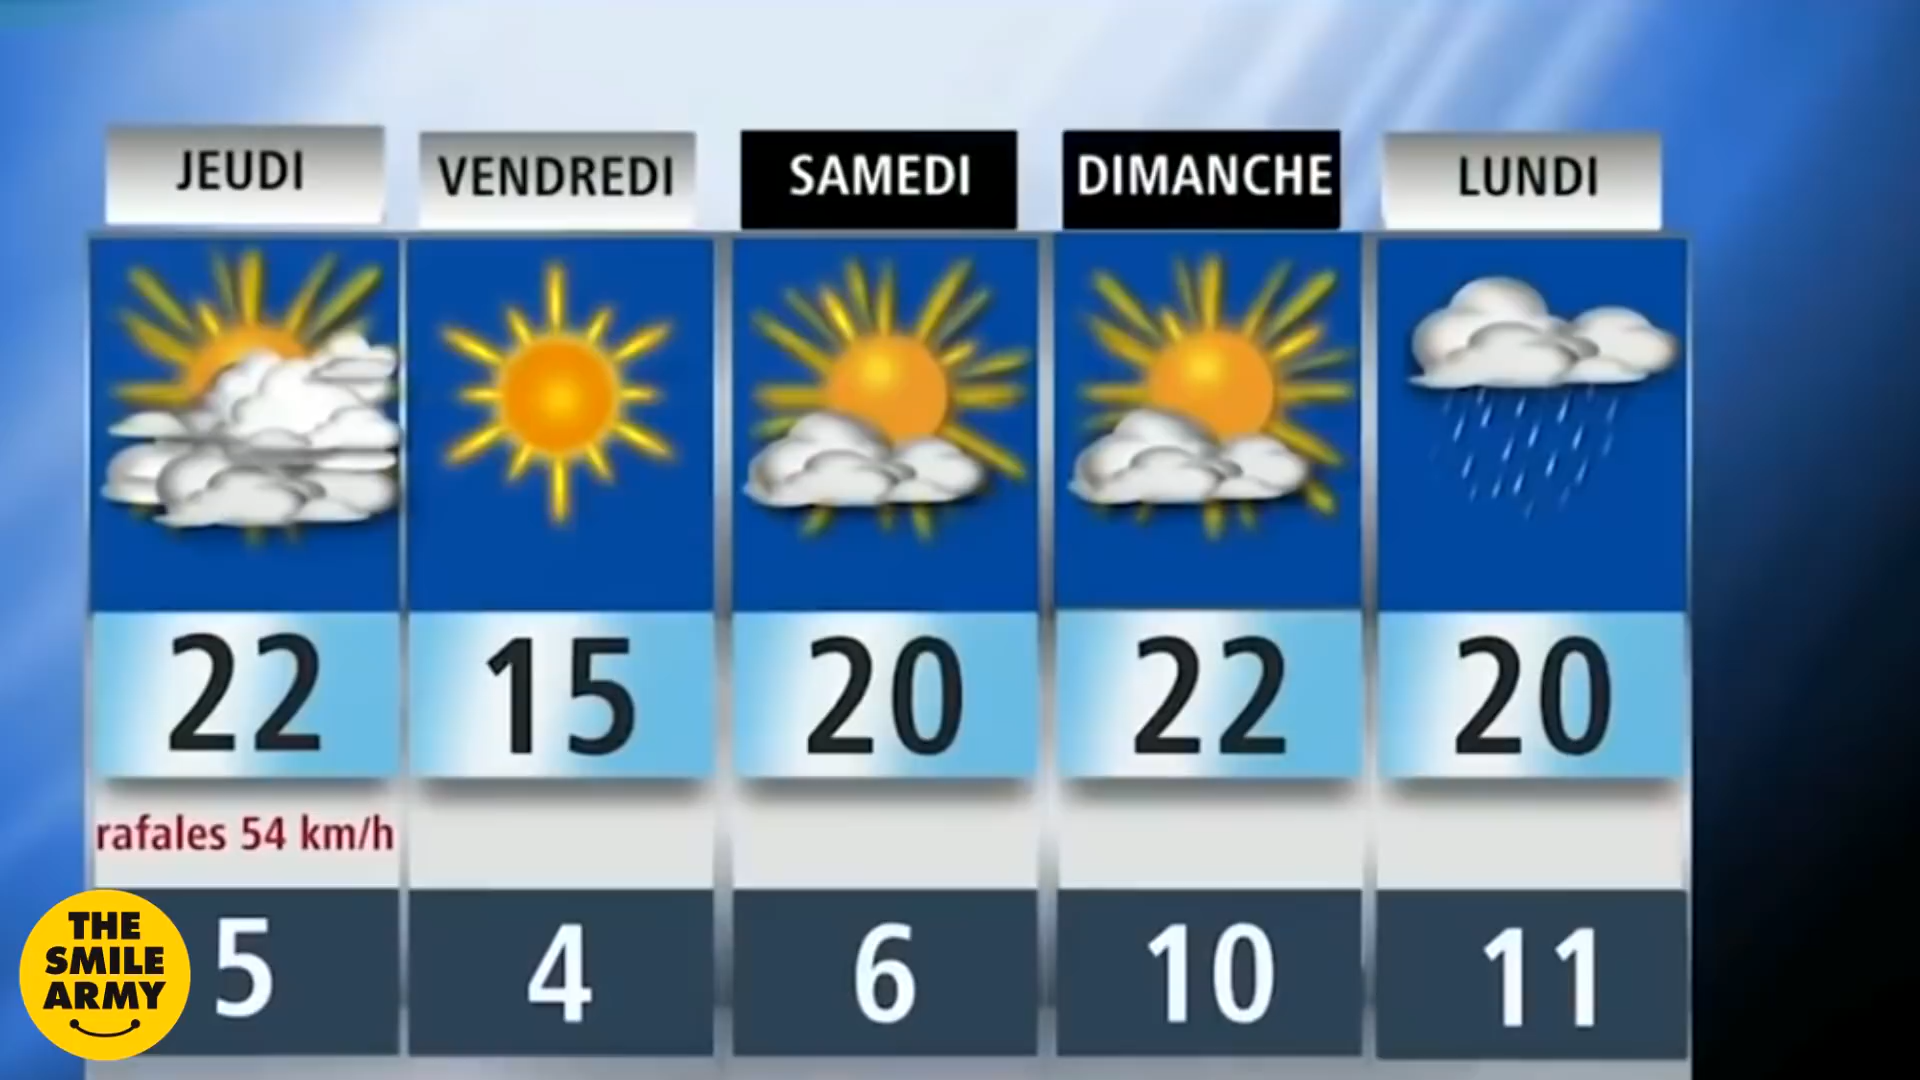 JEUDI VENDREDI SAMEDI DIMANCHE LUNDI
22 15 20 22 20
rafales 54 km/h
5 4 6 10 11
THE
SMILE
ARMY